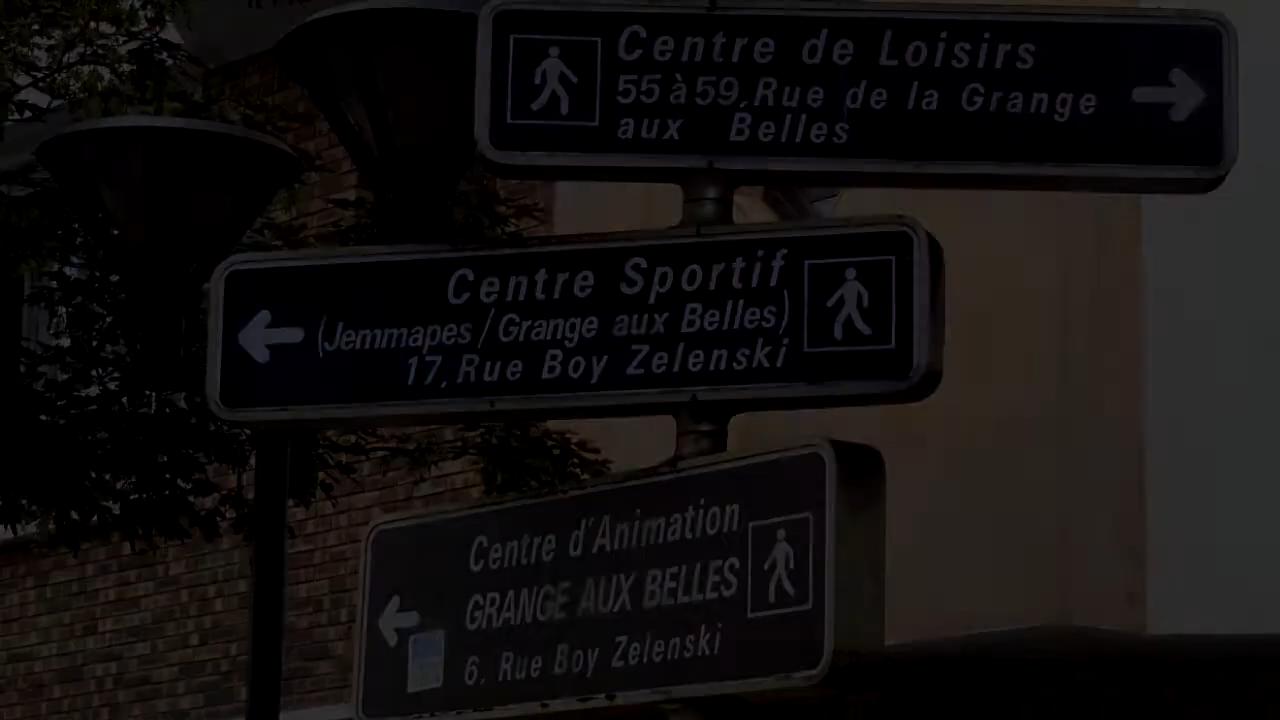 Centre de Loisirs
55 à 59, Rue de la Grange
aux Belles
Centre Sportif
(Jemmapes / Grange aux Belles)
17, Rue Boy Zelenski
Centre d'Animation
GRANGE AUX BELLES
6, Rue Boy Zelenski